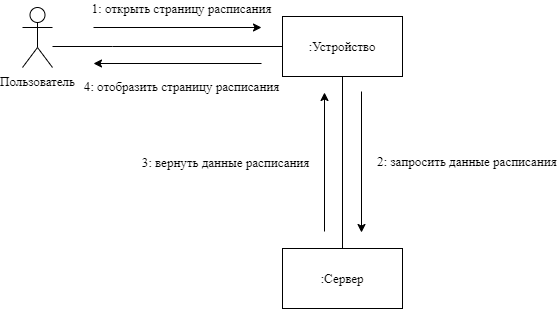 1: открыть страницу расписания
:Устройство
Пользователь
4: отобразить страницу расписания
3: вернуть данные расписания
2: запросить данные расписания
:Сервер